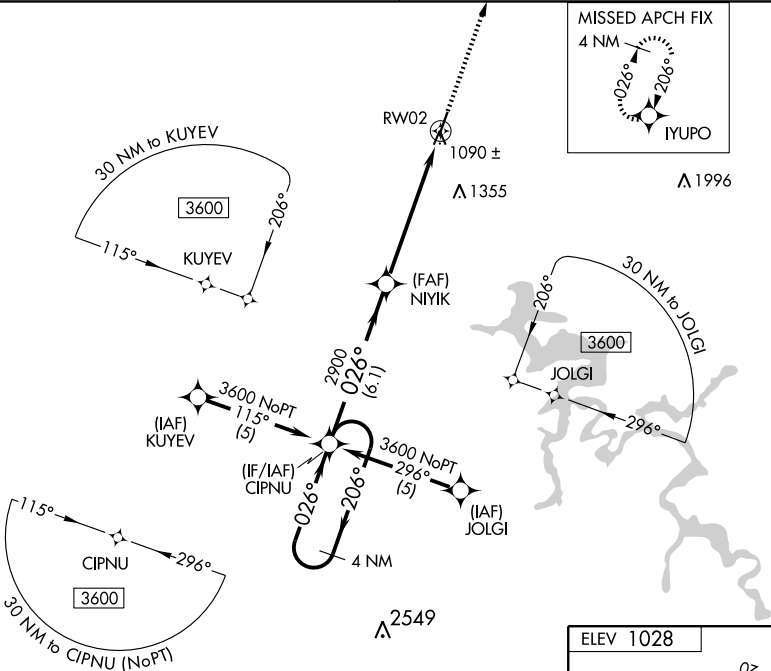 MISSED APCH FIX
4 NM
026°
206°
IYUPO
RW02
1090 ±
1355
1996
30 NM to KUYEV
3600
206°
115°
KUYEV
(FAF)
NIYIK
30 NM to JOLGI
206°
3600
JOLGI
296°
2900
026°
(6.1)
3600 NoPT
115°
(5)
(IAF)
KUYEV
(IF/IAF)
CIPNU
3600 NoPT
296°
(5)
(IAF)
JOLGI
026°
206°
4 NM
115°
CIPNU
296°
3600
30 NM to CIPNU (NoPT)
2549
ELEV 1028